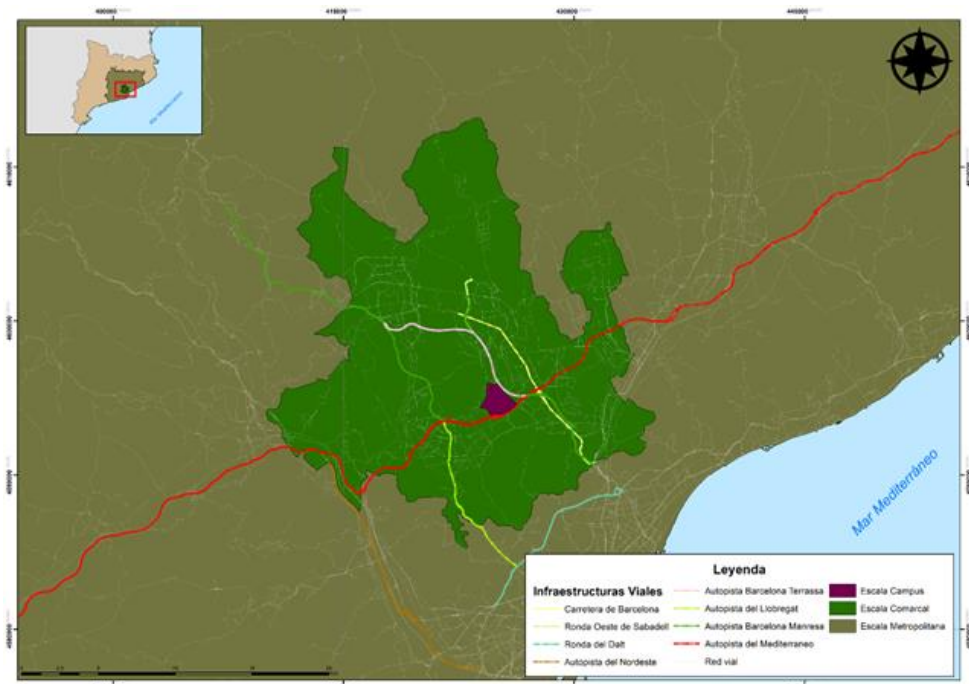 Mar Mediterráneo
Mar Mediterráneo
Leyenda
Infraestructuras Viales
Carretera de Barcelona
Ronda Oeste de Sabadell
Ronda del Dalt
Autopista del Nordeste
Autopista Barcelona Terrassa
Autopista del Llobregat
Autopista Barcelona Manresa
Autopista del Mediterraneo
Red vial
Escala Campus
Escala Comarcal
Escala Metropolitana